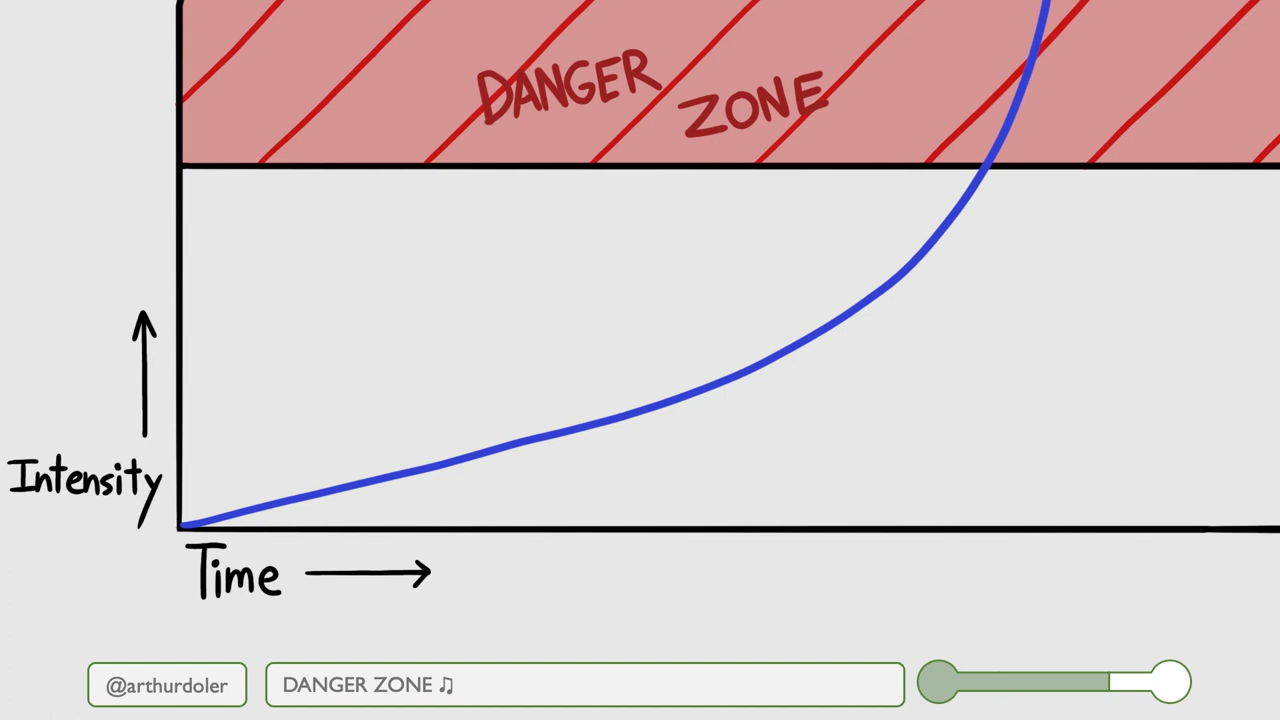 DANGER ZONE
Intensity
Time
@arthurdoler
DANGER ZONE ♫